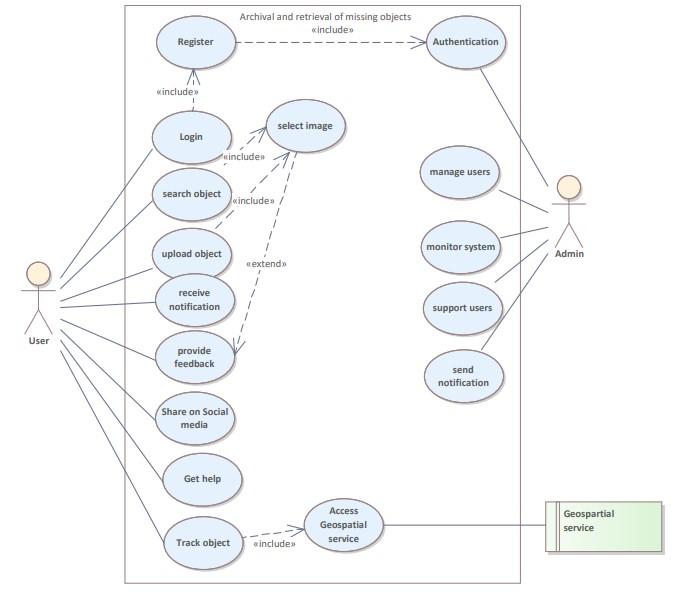 Archival and retrieval of missing objects
Register
«include»
Authentication
«include»
Login
select image
«include»
manage users
search object
«include»
monitor system
Admin
upload object
«extend»
receive
notification
support users
User
provide
feedback
send
notification
Share on Social
media
Get help
Access
Geospatial
service
Geospartial
service
Track object
«include»